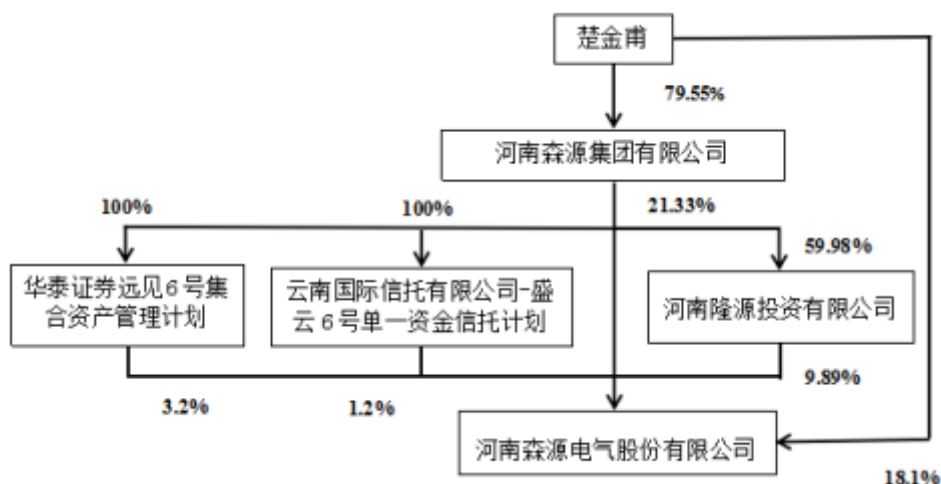 楚金甫
79.55%
河南森源集团有限公司
100%
100%
21.33%
59.98%
华泰证券远见6号集
合资产管理计划
云南国际信托有限公司-盛
云6号单一资金信托计划
河南隆源投资有限公司
3.2%
1.2%
9.89%
河南森源电气股份有限公司
18.1%